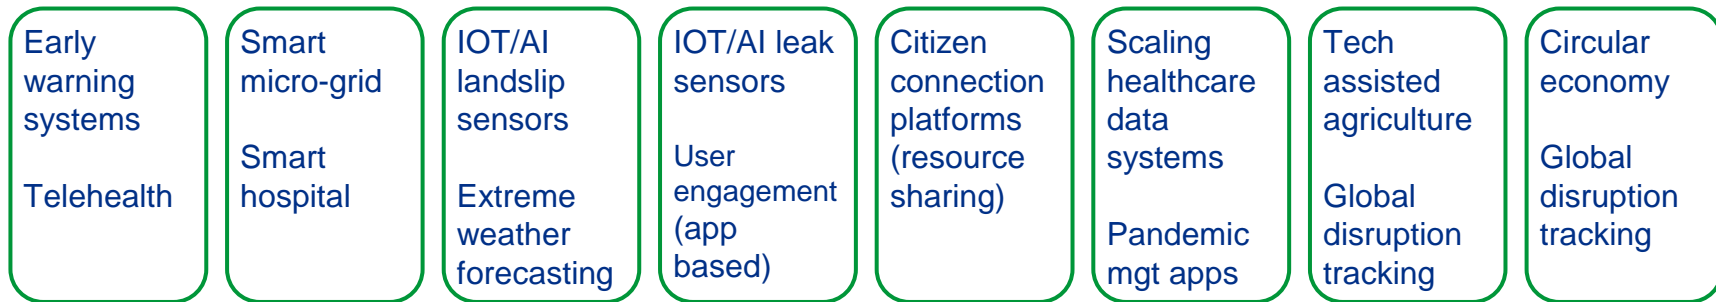 Early
warning
systems
Telehealth
Smart
micro-grid
Smart
hospital
IOT/AI
landslip
sensors
Extreme
weather
forecasting
IOT/AI leak
sensors
User
engagement
(app
based)
Citizen
connection
platforms
(resource
sharing)
Scaling
healthcare
data
systems
Pandemic
mgt apps
Tech
assisted
agriculture
Global
disruption
tracking
Circular
economy
Global
disruption
tracking